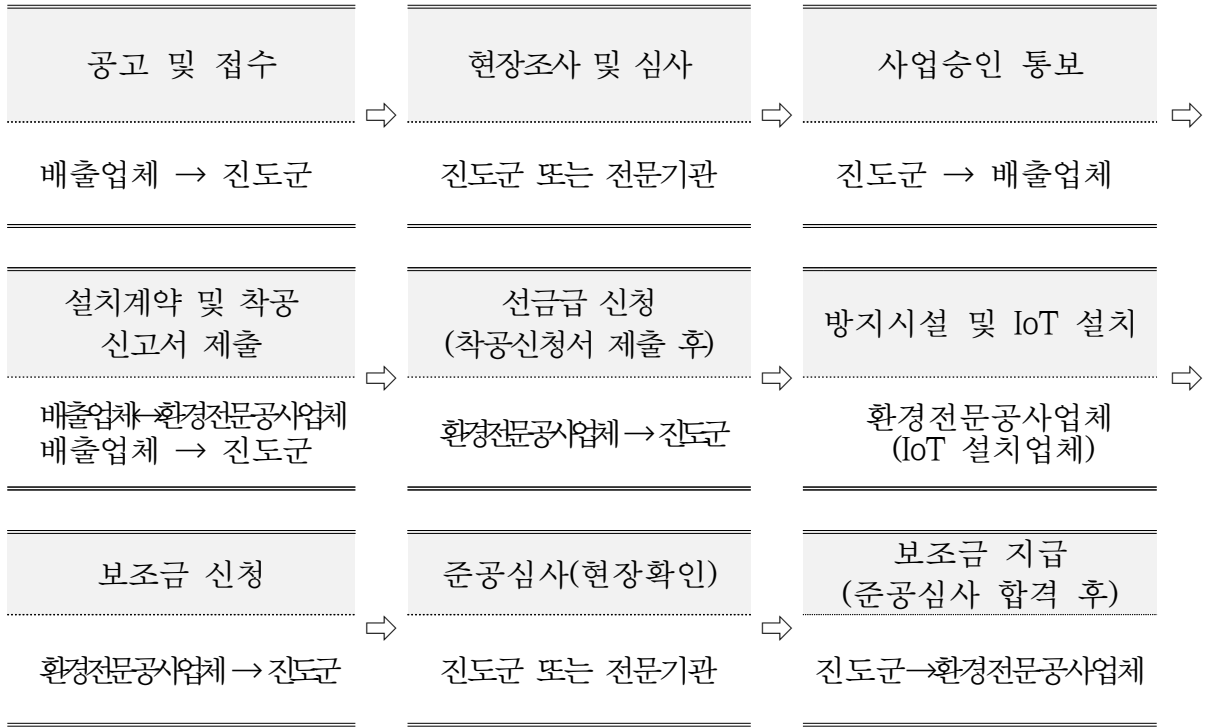 공고 및 접수
배출업체 → 진도군
⇨
현장조사 및 심사
진도군 또는 전문기관
⇨
사업승인 통보
진도군 → 배출업체
⇨
설치계약 및 착공
신고서 제출
배출업체↔환경전문공사업체
배출업체 → 진도군
⇨
선금급 신청
(착공신청서 제출 후)
환경전문공사업체 → 진도군
⇨
방지시설 및 IoT 설치
환경전문공사업체
(IoT 설치업체)
⇨
보조금 신청
환경전문공사업체 → 진도군
⇨
준공심사(현장확인)
진도군 또는 전문기관
⇨
보조금 지급
(준공심사 합격 후)
진도군→환경전문공사업체